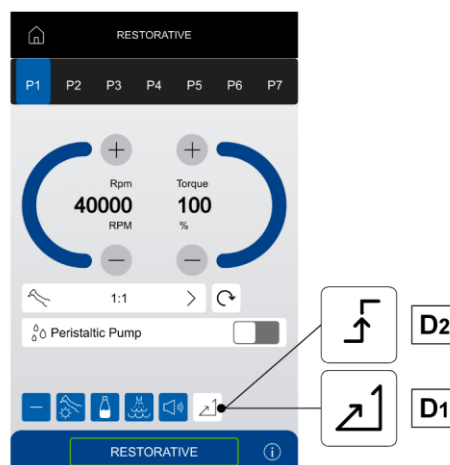 RESTORATIVE
P1 P2 P3 P4 P5 P6 P7
Rpm Torque
40000 100
RPM %
1:1
Peristaltic Pump
D2
D1
RESTORATIVE